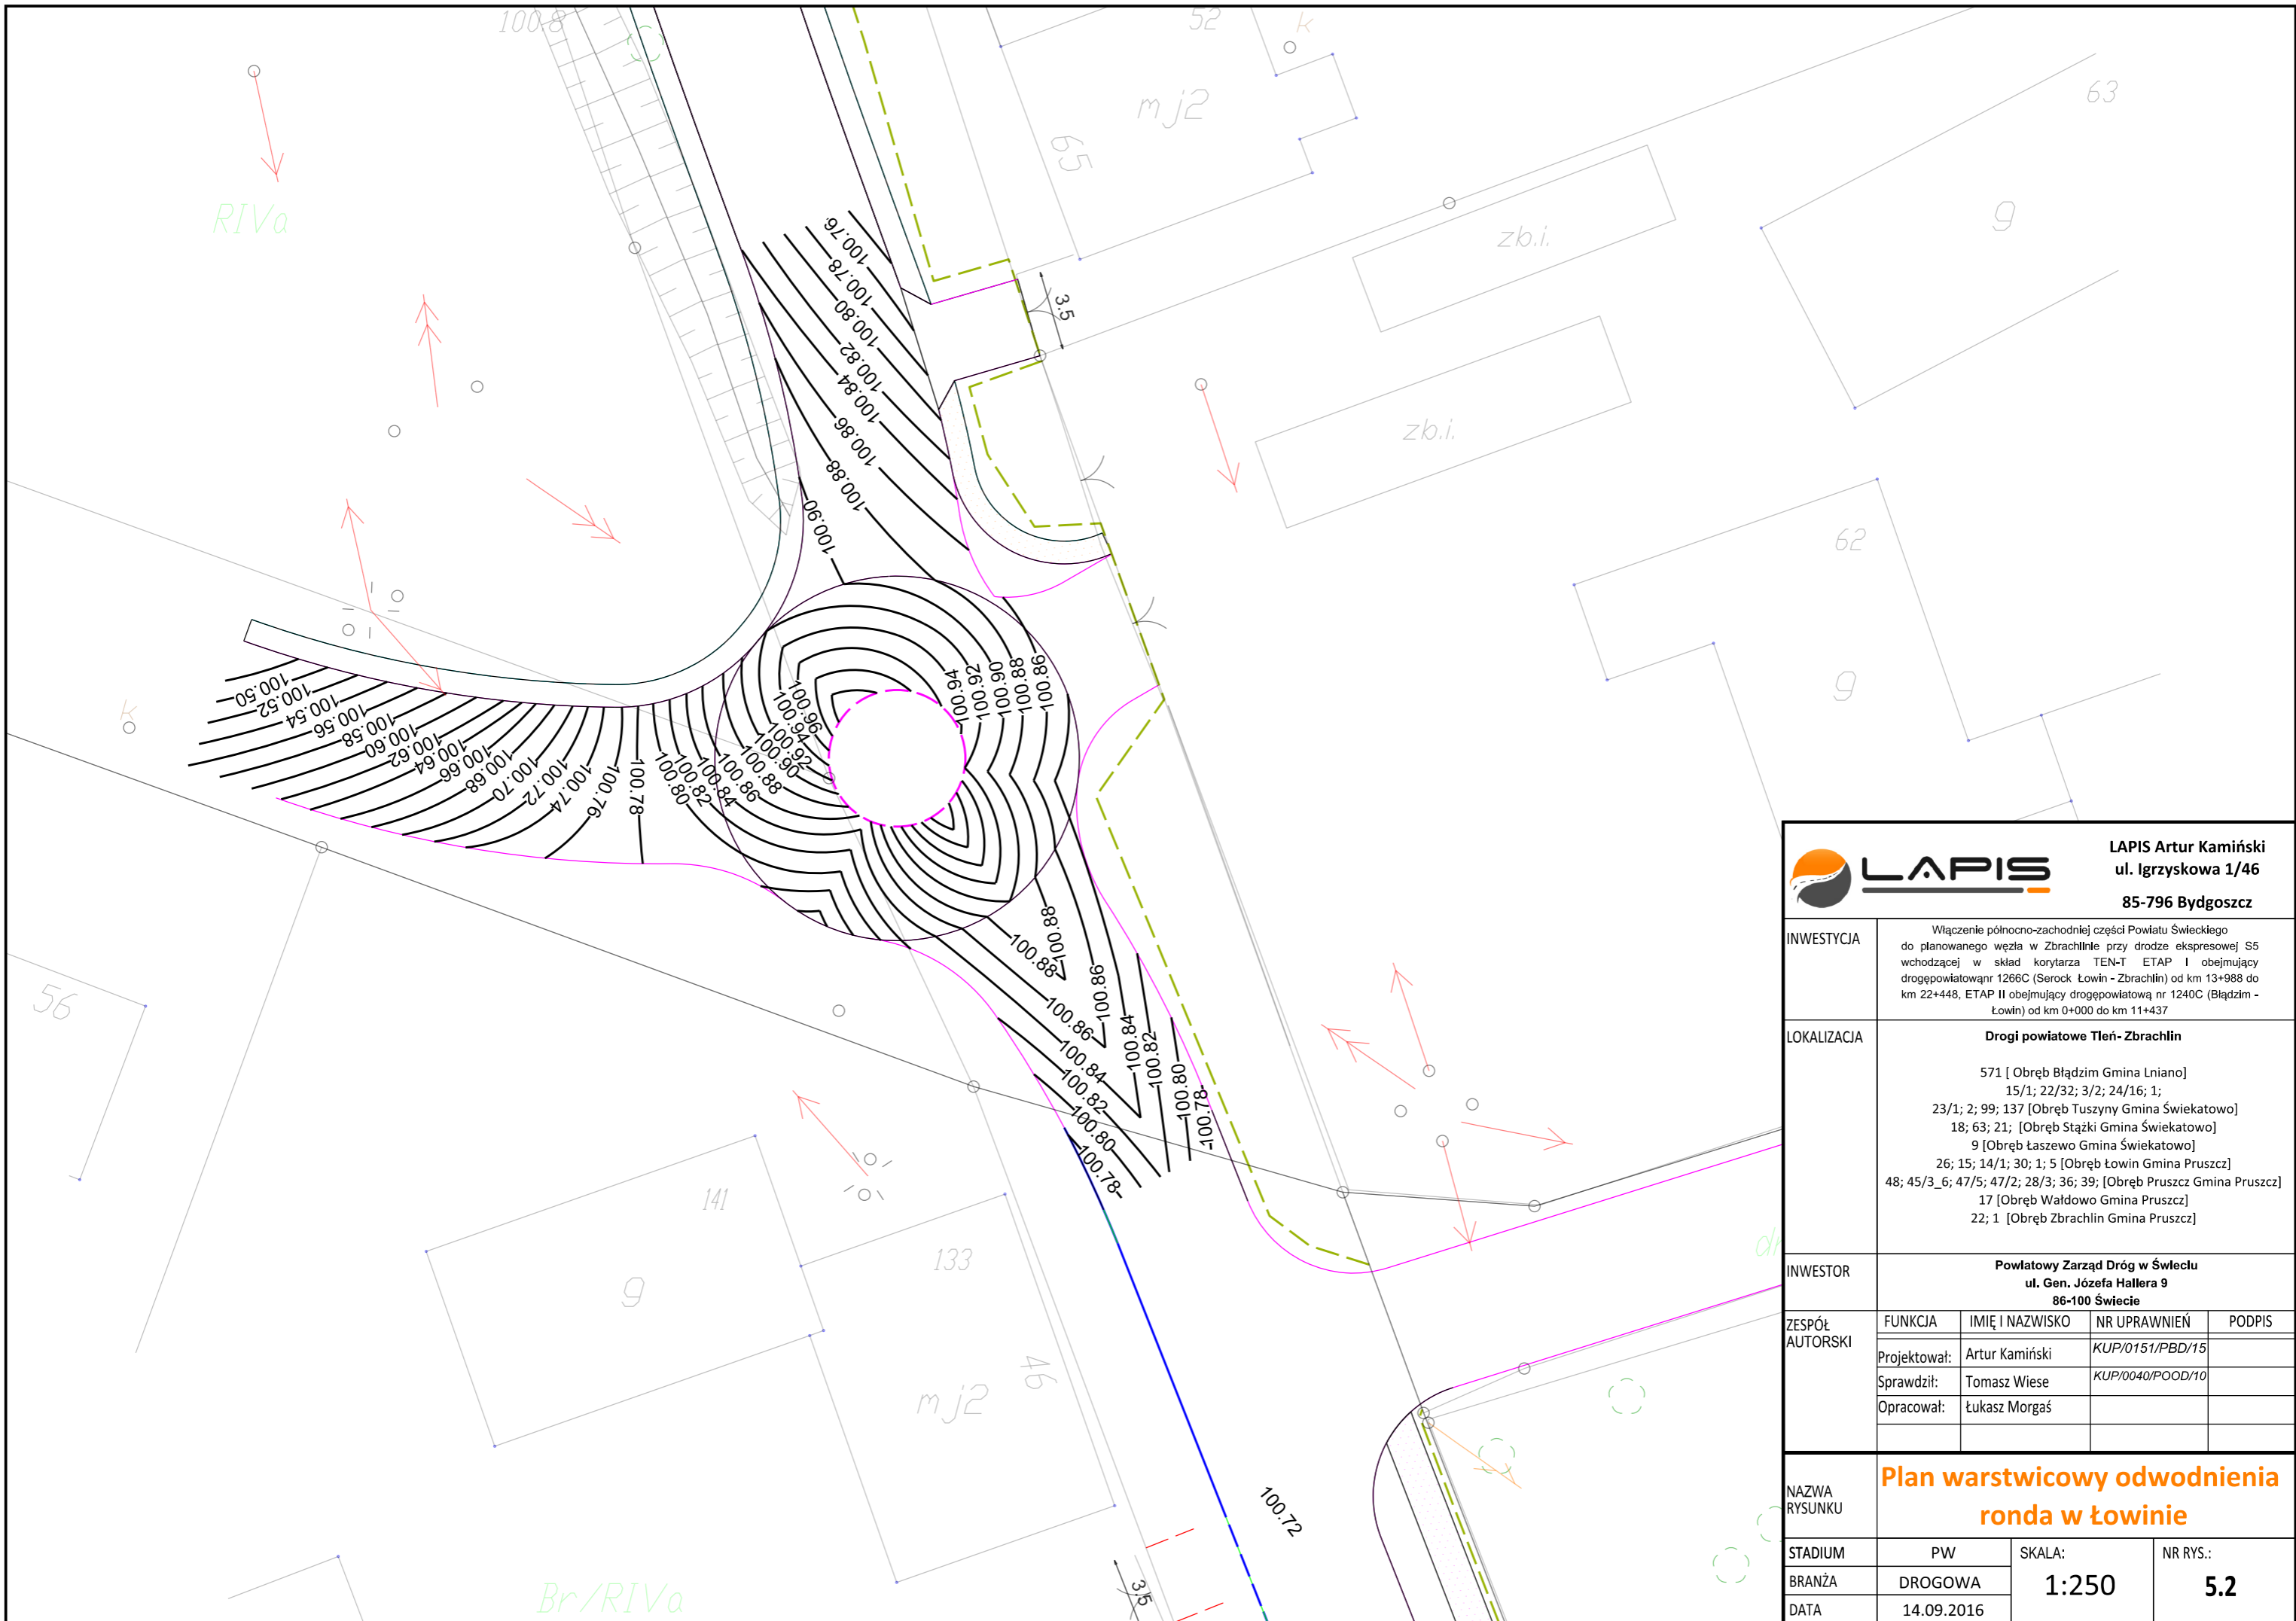 100.8
52
k
mj2
63
65
RIVa
9
zb.i.
3.5
zb.i.
62
9
k
56
141
133
9
46
mj2
Br/RIVa
3.5
100.76
100.78
100.80
100.82
100.84
100.86
100.88
100.90
100.50
100.52
100.54
100.56
100.58
100.60
100.62
100.64
100.66
100.68
100.70
100.72
100.74
100.76
100.78
100.80
100.82
100.84
100.86
100.88
100.90
100.92
100.94
100.96
100.94
100.92
100.90
100.88
100.86
100.88
100.88
100.86
100.86
100.84
100.84
100.82
100.82
100.80
100.80
100.78
100.78
100.72
LAPIS
LAPIS Artur Kamiński
ul. Igrzyskowa 1/46
85-796 Bydgoszcz
INWESTYCJA
Włączenie północno-zachodniej części Powiatu Świeckiego
do planowanego węzła w Zbrachlinie przy drodze ekspresowej S5
wchodzącej w skład korytarza TEN-T ETAP I obejmujący
drogępowiatowąnr 1266C (Serock Łowin - Zbrachlin) od km 13+988 do
km 22+448, ETAP II obejmujący drogępowiatową nr 1240C (Błądzim -
Łowin) od km 0+000 do km 11+437
LOKALIZACJA
Drogi powiatowe Tleń- Zbrachlin
571 [ Obręb Błądzim Gmina Lniano]
15/1; 22/32; 3/2; 24/16; 1;
23/1; 2; 99; 137 [Obręb Tuszyny Gmina Świekatowo]
18; 63; 21; [Obręb Stążki Gmina Świekatowo]
9 [Obręb Łaszewo Gmina Świekatowo]
26; 15; 14/1; 30; 1; 5 [Obręb Łowin Gmina Pruszcz]
48; 45/3_6; 47/5; 47/2; 28/3; 36; 39; [Obręb Pruszcz Gmina Pruszcz]
17 [Obręb Wałdowo Gmina Pruszcz]
22; 1 [Obręb Zbrachlin Gmina Pruszcz]
INWESTOR
Powiatowy Zarząd Dróg w Świeciu
ul. Gen. Józefa Hallera 9
86-100 Świecie
ZESPÓŁ
AUTORSKI
FUNKCJA IMIĘ I NAZWISKO NR UPRAWNIEŃ PODPIS
Projektował: Artur Kamiński KUP/0151/PBD/15
Sprawdził: Tomasz Wiese KUP/0040/POOD/10
Opracował: Łukasz Morgaś
NAZWA
RYSUNKU
Plan warstwicowy odwodnienia
ronda w Łowinie
STADIUM PW
SKALA:
NR RYS.:
BRANŻA DROGOWA
1:250
5.2
DATA 14.09.2016